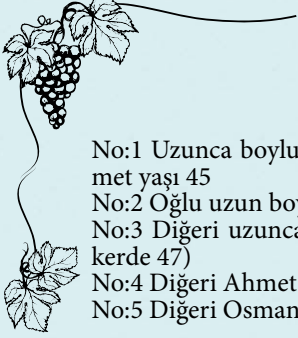 No:1 Uzunca boylu
met yaşı 45
No:2 Oğlu uzun boy
No:3 Diğeri uzunca
kerde 47)
No:4 Diğeri Ahmet
No:5 Diğeri Osman